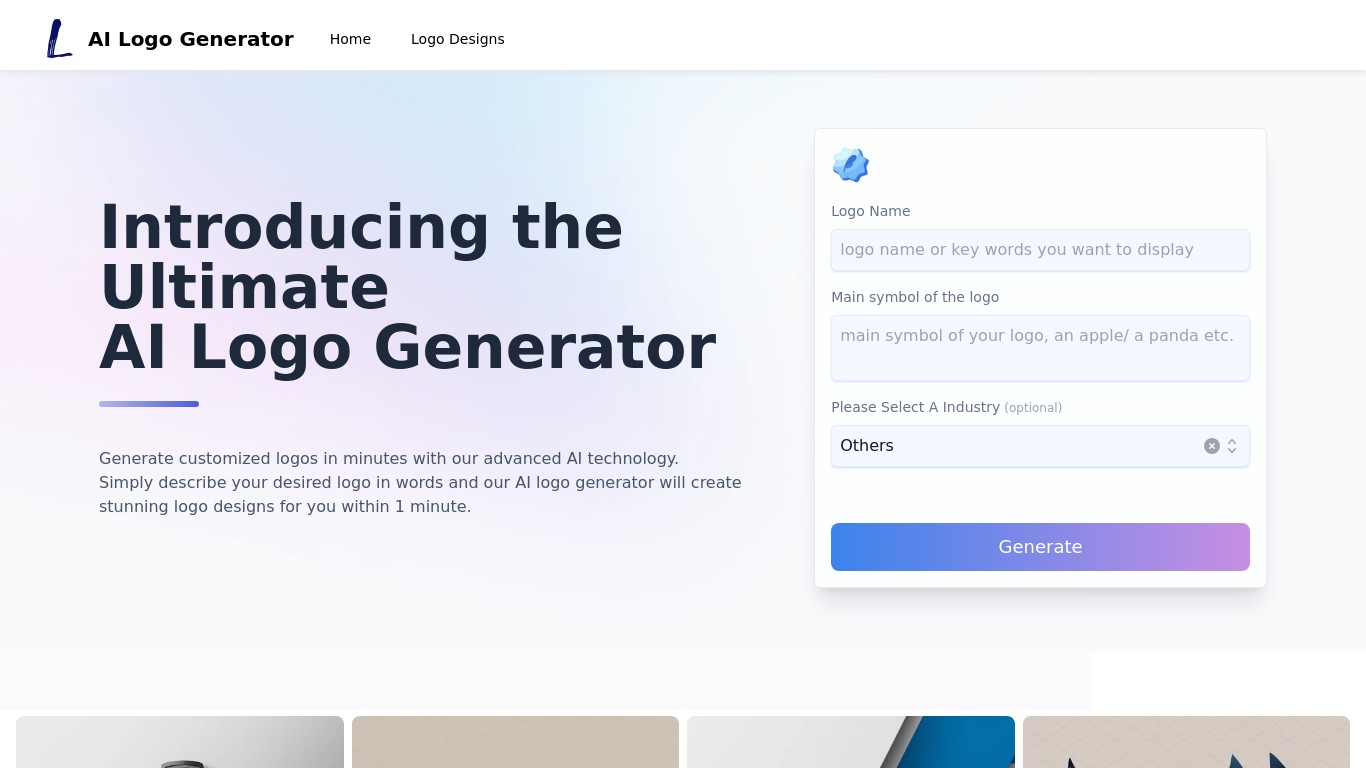 AI Logo Generator
Home
Logo Designs
Introducing the
Ultimate
AI Logo Generator
Generate customized logos in minutes with our advanced AI technology.
Simply describe your desired logo in words and our AI logo generator will create
stunning logo designs for you within 1 minute.
Logo Name
logo name or key words you want to display
Main symbol of the logo
main symbol of your logo, an apple/ a panda etc.
Please Select A Industry (optional)
Others
Generate